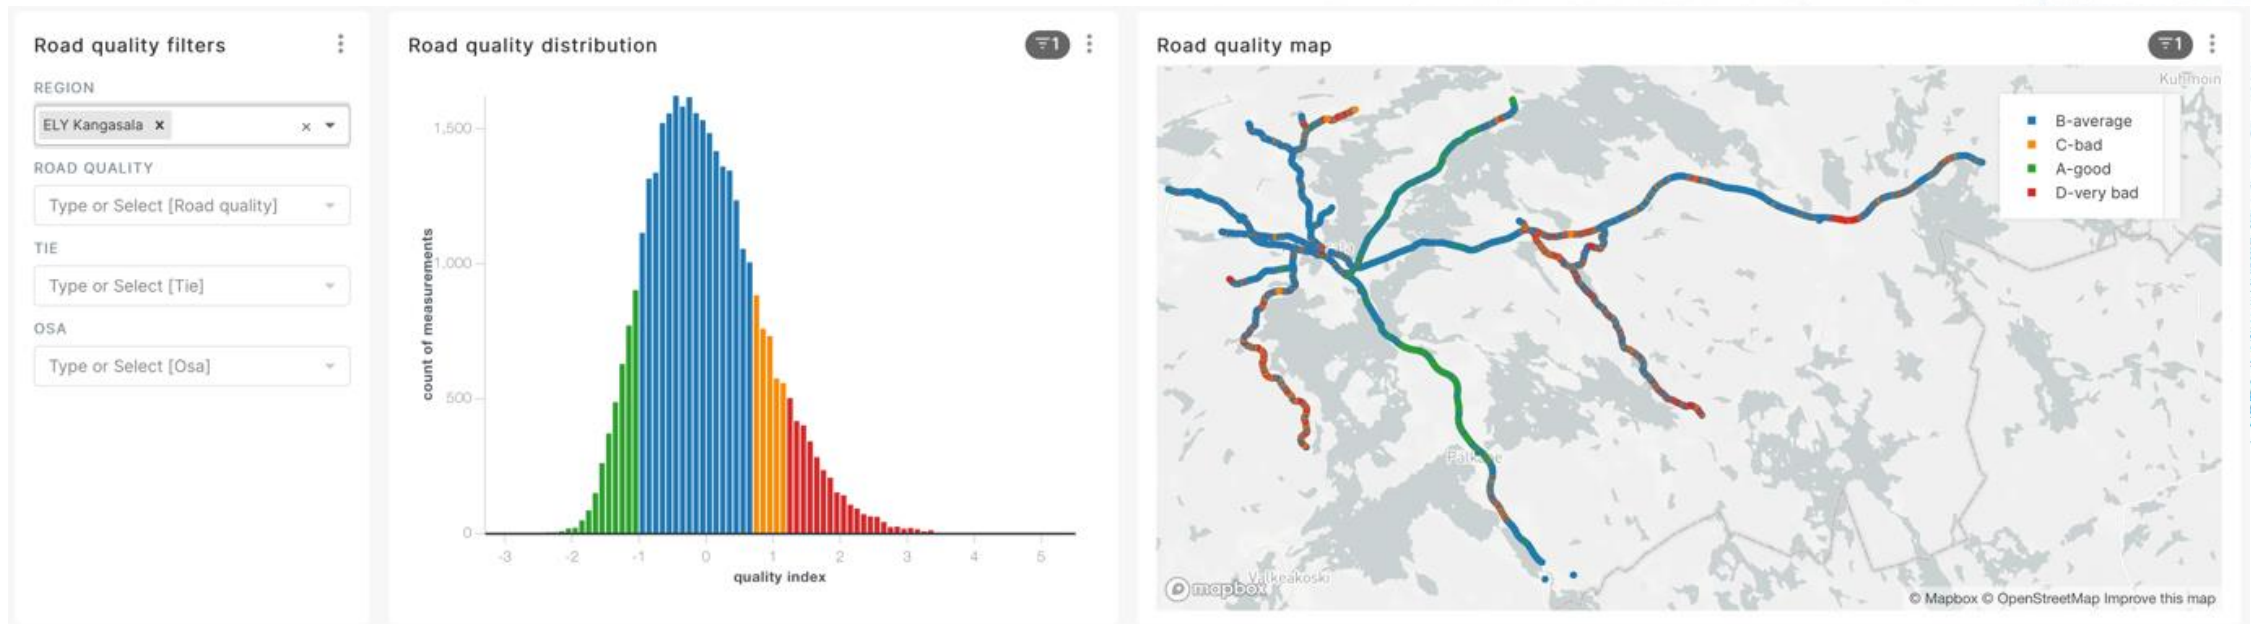 Road quality filters
REGION
ELY Kangasala ×
ROAD QUALITY
Type or Select [Road quality]
TIE
Type or Select [Tie]
OSA
Type or Select [Osa]
Road quality distribution
1
1,500
1,000
500
0
count of measurements
-3 -2 -1 0 1 2 3 4 5
quality index
Road quality map
1
Kuhmoin
B-average
C-bad
A-good
D-very bad
Pälkäne
Valkeakoski
mapbox
© Mapbox © OpenStreetMap Improve this map